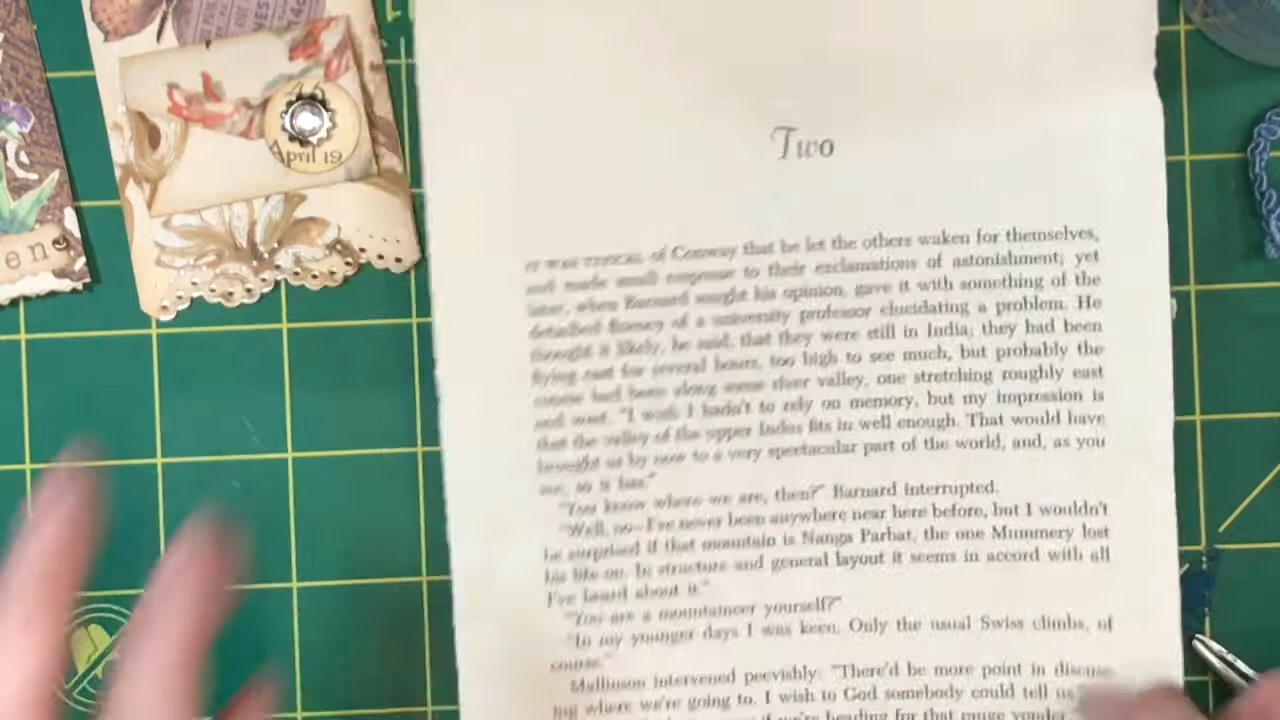 April 19
en
Two
IT WAS TYPICAL of Conway that he let the others waken for themselves,
and made small response to their exclamations of astonishment; yet
later, when Barnard sought his opinion, gave it with something of the
detached fluency of a university professor elucidating a problem. He
thought it likely, he said, that they were still in India; they had been
flying east for several hours, too high to see much, but probably the
course had been along some river valley, one stretching roughly east
and west. "I wish I hadn't to rely on memory, but my impression is
that the valley of the upper Indus fits in well enough. That would have
brought us by now to a very spectacular part of the world, and, as you
see, so it has."
"You know where we are, then?" Barnard interrupted.
"Well, no—I've never been anywhere near here before, but I wouldn't
be surprised if that mountain is Nanga Parbat, the one Mummery lost
his life on. In structure and general layout it seems in accord with all
I've heard about it."
"You are a mountaineer yourself?"
"In my younger days I was keen. Only the usual Swiss climbs, of
course."
Mallinson intervened peevishly: "There'd be more point in discuss-
ing where we're going to. I wish to God somebody could tell us."
we're heading for that range yonder